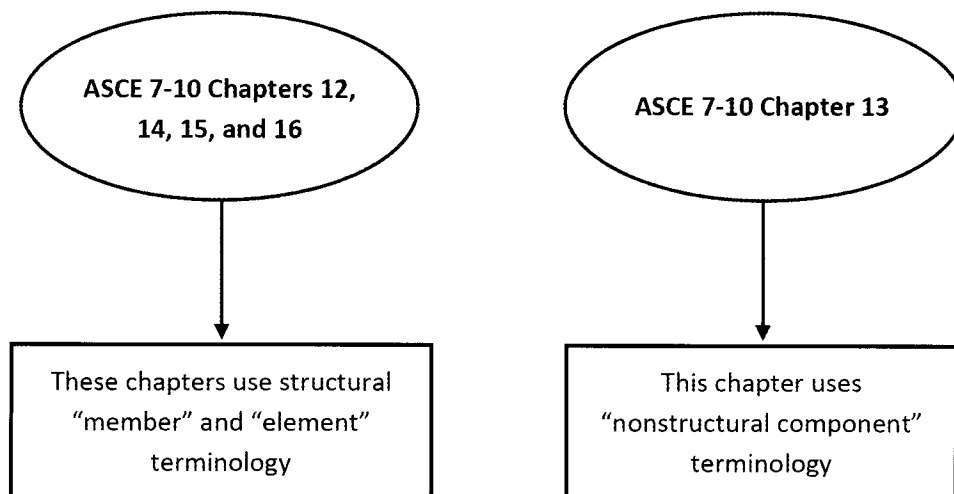 ASCE 7-10 Chapters 12,
14, 15, and 16
ASCE 7-10 Chapter 13
These chapters use structural
“member” and “element”
terminology
This chapter uses
“nonstructural component”
terminology